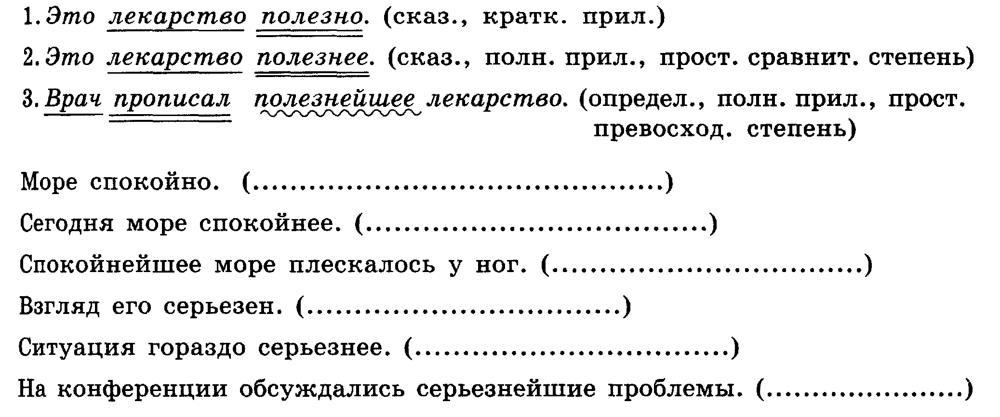 1. Это лекарство полезно. (сказ., кратк. прил.)
2. Это лекарство полезнее. (сказ., полн. прил., прост. сравнит. степень)
3. Врач прописал полезнейшее лекарство. (определ., полн. прил., прост.
превосход. степень)
Море спокойно. (............................................)
Сегодня море спокойнее. (.....................................)
Спокойнейшее море плескалось у ног. (.................................)
Взгляд его серьезен. (.................................)
Ситуация гораздо серьезнее. (.................................)
На конференции обсуждались серьезнейшие проблемы. (.....................)